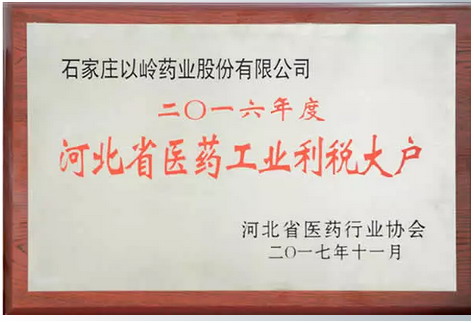 石家庄以岭药业股份有限公司
二〇一六年度
河北省医药工业利税大户
河北省医药行业协会
二〇一七年十一月